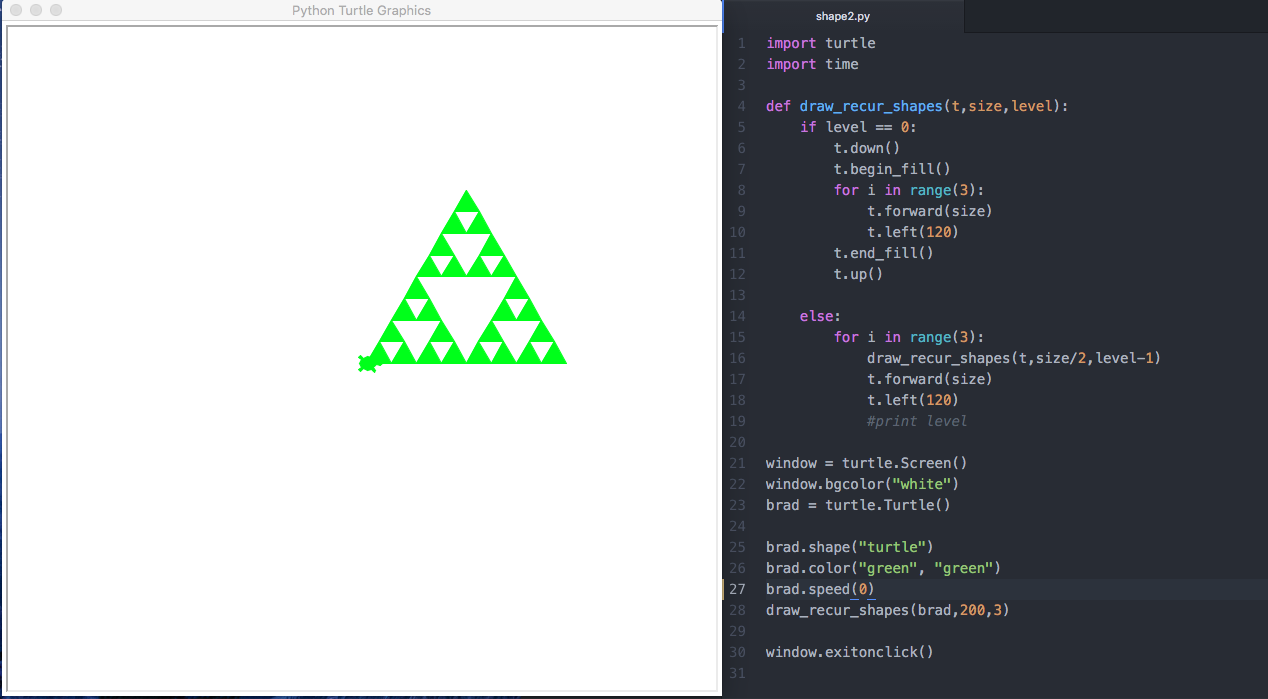 Python Turtle Graphics
shape2.py
1 import turtle
2 import time
3
4 def draw_recur_shapes(t,size,level):
5     if level == 0:
6         t.down()
7         t.begin_fill()
8         for i in range(3):
9             t.forward(size)
10             t.left(120)
11         t.end_fill()
12         t.up()
13
14     else:
15         for i in range(3):
16             draw_recur_shapes(t,size/2,level-1)
17             t.forward(size)
18             t.left(120)
19             #print level
20
21 window = turtle.Screen()
22 window.bgcolor("white")
23 brad = turtle.Turtle()
24
25 brad.shape("turtle")
26 brad.color("green", "green")
27 brad.speed(0)
28 draw_recur_shapes(brad,200,3)
29
30 window.exitonclick()
31